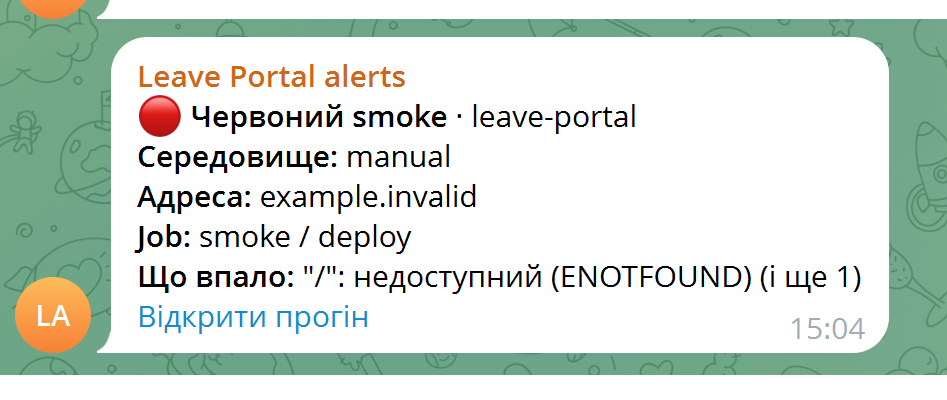 Leave Portal alerts
🔴 Червоний smoke · leave-portal
Середовище: manual
Адреса: example.invalid
Job: smoke / deploy
Що впало: "/": недоступний (ENOTFOUND) (і ще 1)
Відкрити прогін
15:04
LA